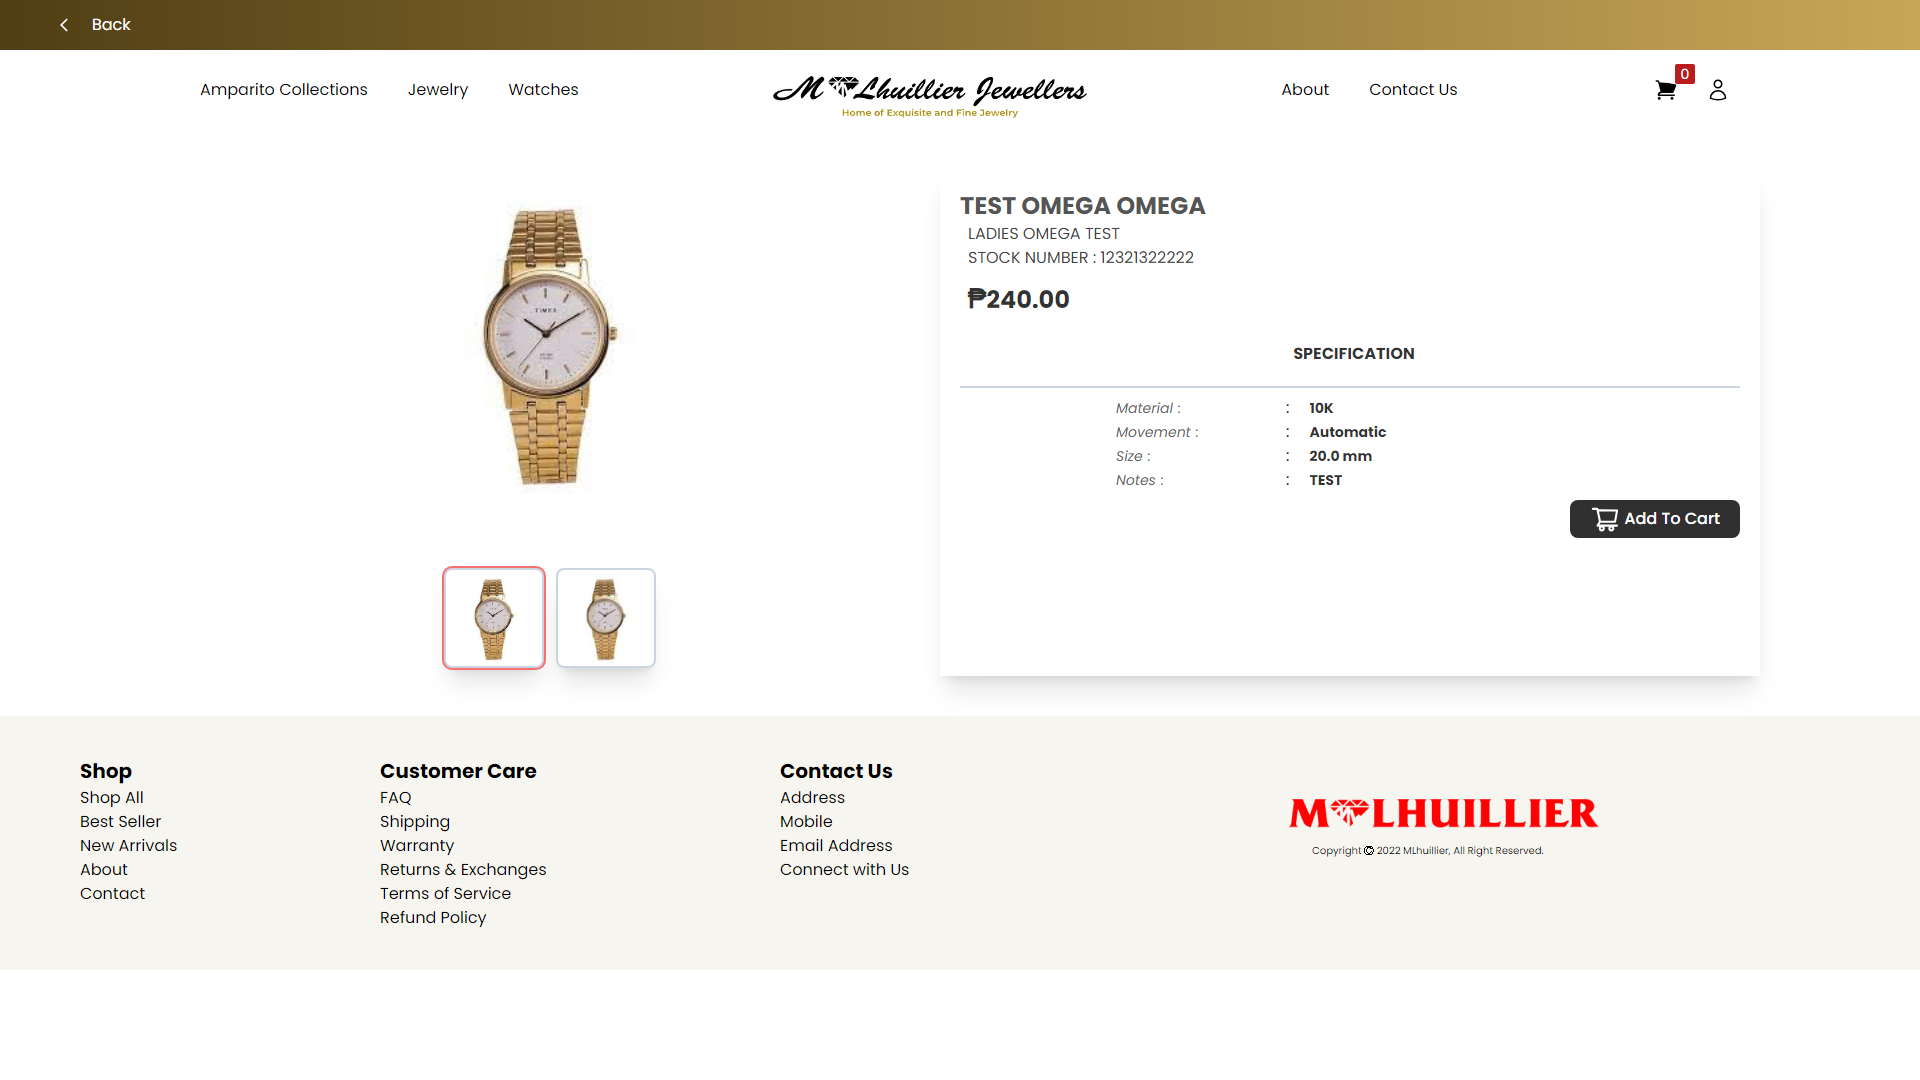 Back
Amparito Collections
Jewelry
Watches
M Lhuillier Jewellers
Home of Exquisite and Fine Jewelry
About
Contact Us
0
TIMEX
TEST OMEGA OMEGA
LADIES OMEGA TEST
STOCK NUMBER : 12321322222
₱240.00
SPECIFICATION
Material : : 10K
Movement : : Automatic
Size : : 20.0 mm
Notes : : TEST
Add To Cart
Shop
Shop All
Best Seller
New Arrivals
About
Contact
Customer Care
FAQ
Shipping
Warranty
Returns & Exchanges
Terms of Service
Refund Policy
Contact Us
Address
Mobile
Email Address
Connect with Us
M LHUILLIER
Copyright © 2022 MLhuillier, All Right Reserved.